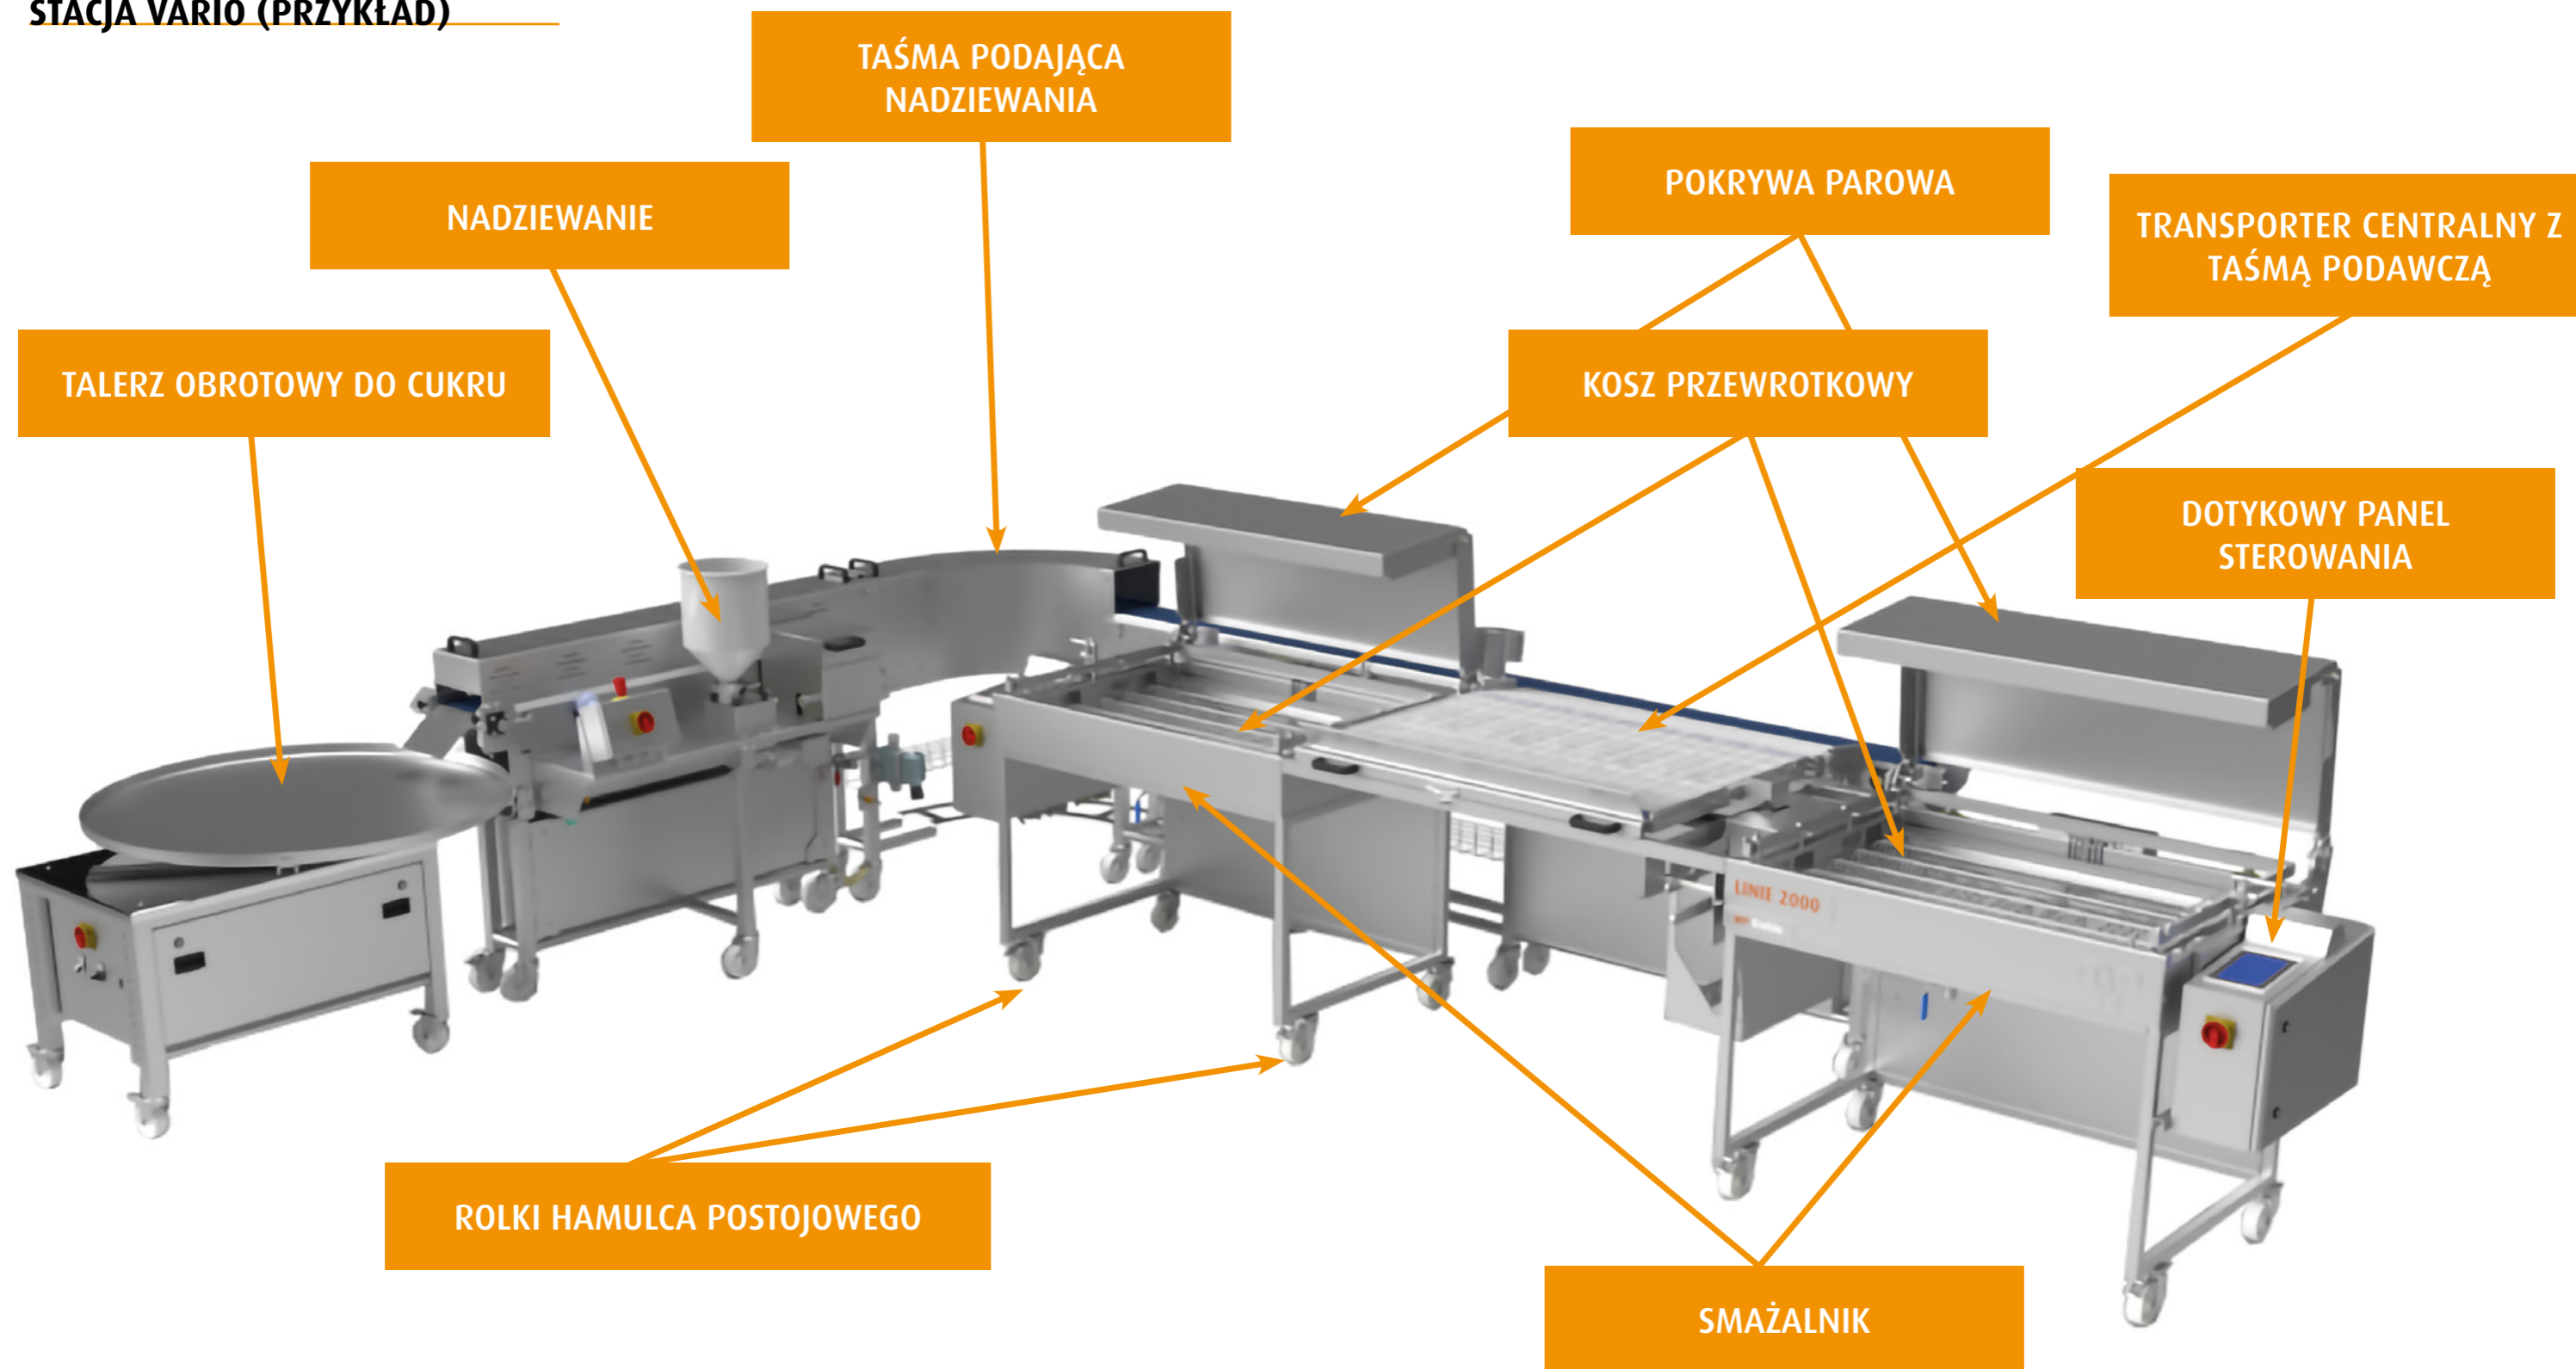 STACJA VARIO (PRZYKŁAD)
TAŚMA PODAJĄCA
NADZIEWANIA
POKRYWA PAROWA
NADZIEWANIE
TRANSPORTER CENTRALNY Z
TAŚMĄ PODAWCZĄ
TALERZ OBROTOWY DO CUKRU
KOSZ PRZEWROTKOWY
DOTYKOWY PANEL
STEROWANIA
LINIE 2000
ROLKI HAMULCA POSTOJOWEGO
SMAŻALNIK